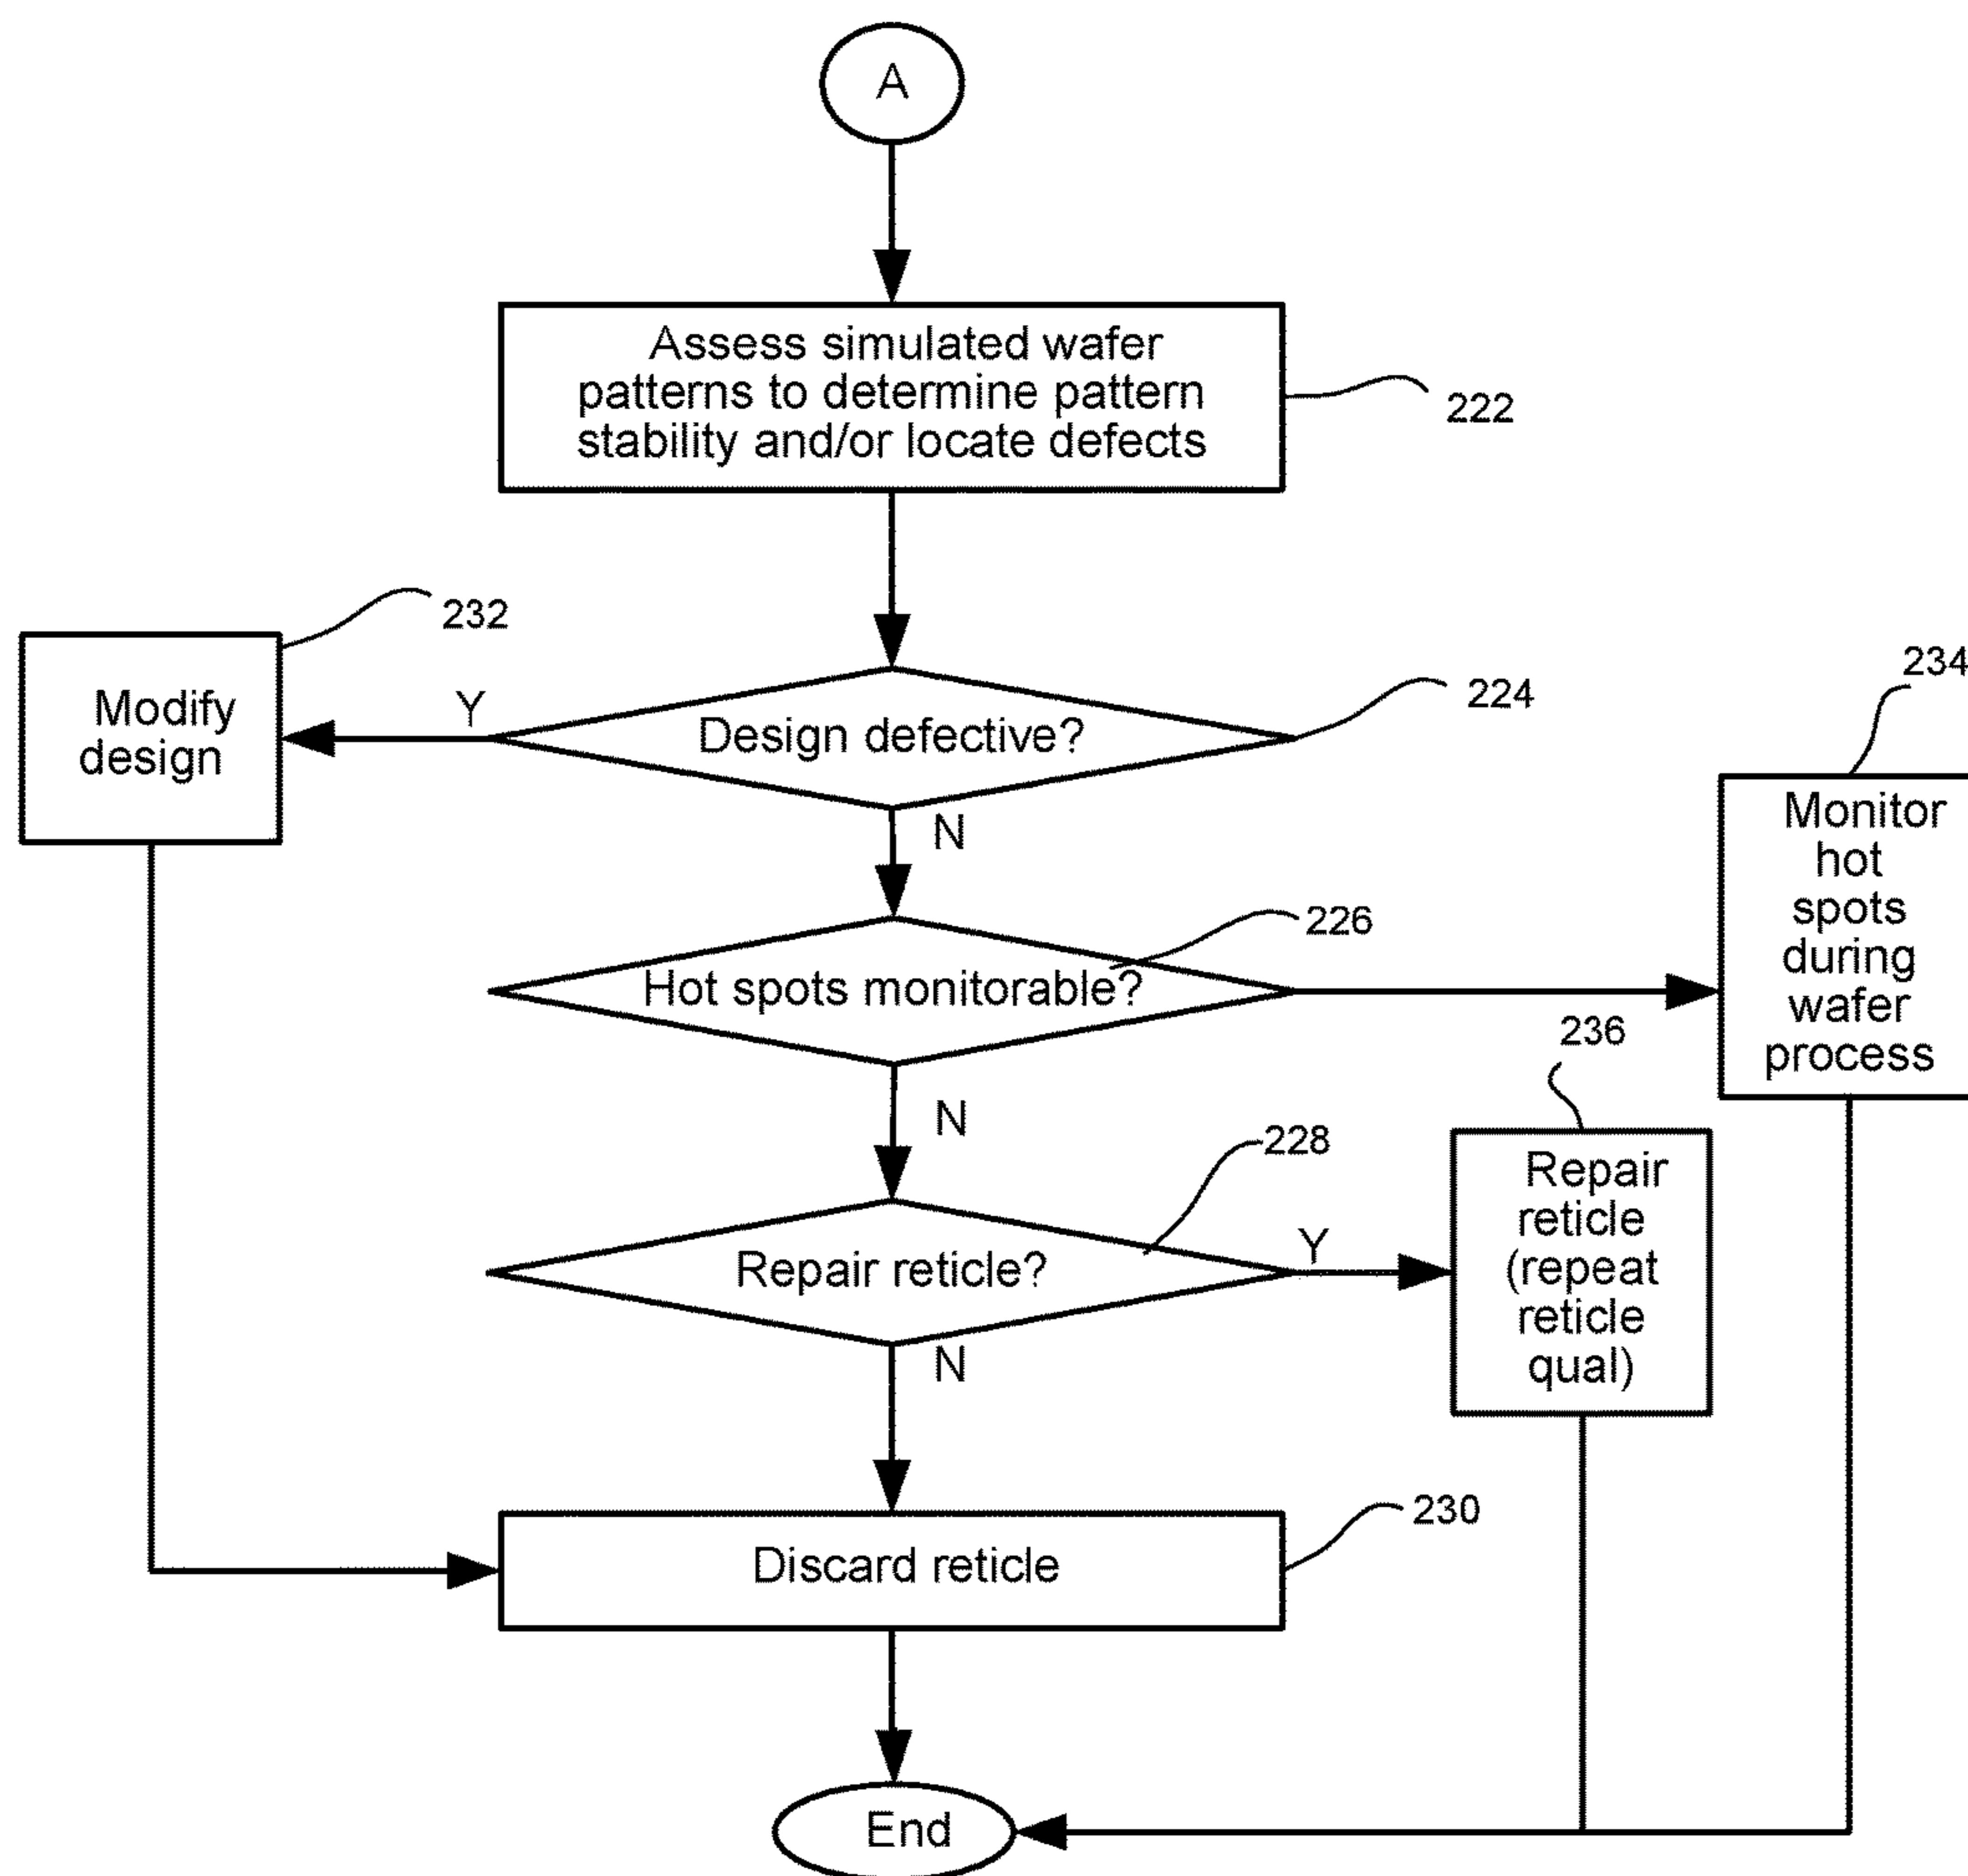 A
Assess simulated wafer
patterns to determine pattern
stability and/or locate defects
222
232
Modify
design
Y
Design defective?
224
N
234
Monitor
hot
spots
during
wafer
process
226
Hot spots monitorable?
N
236
228
Repair reticle?
Y
Repair
reticle
(repeat
reticle
qual)
N
230
Discard reticle
End